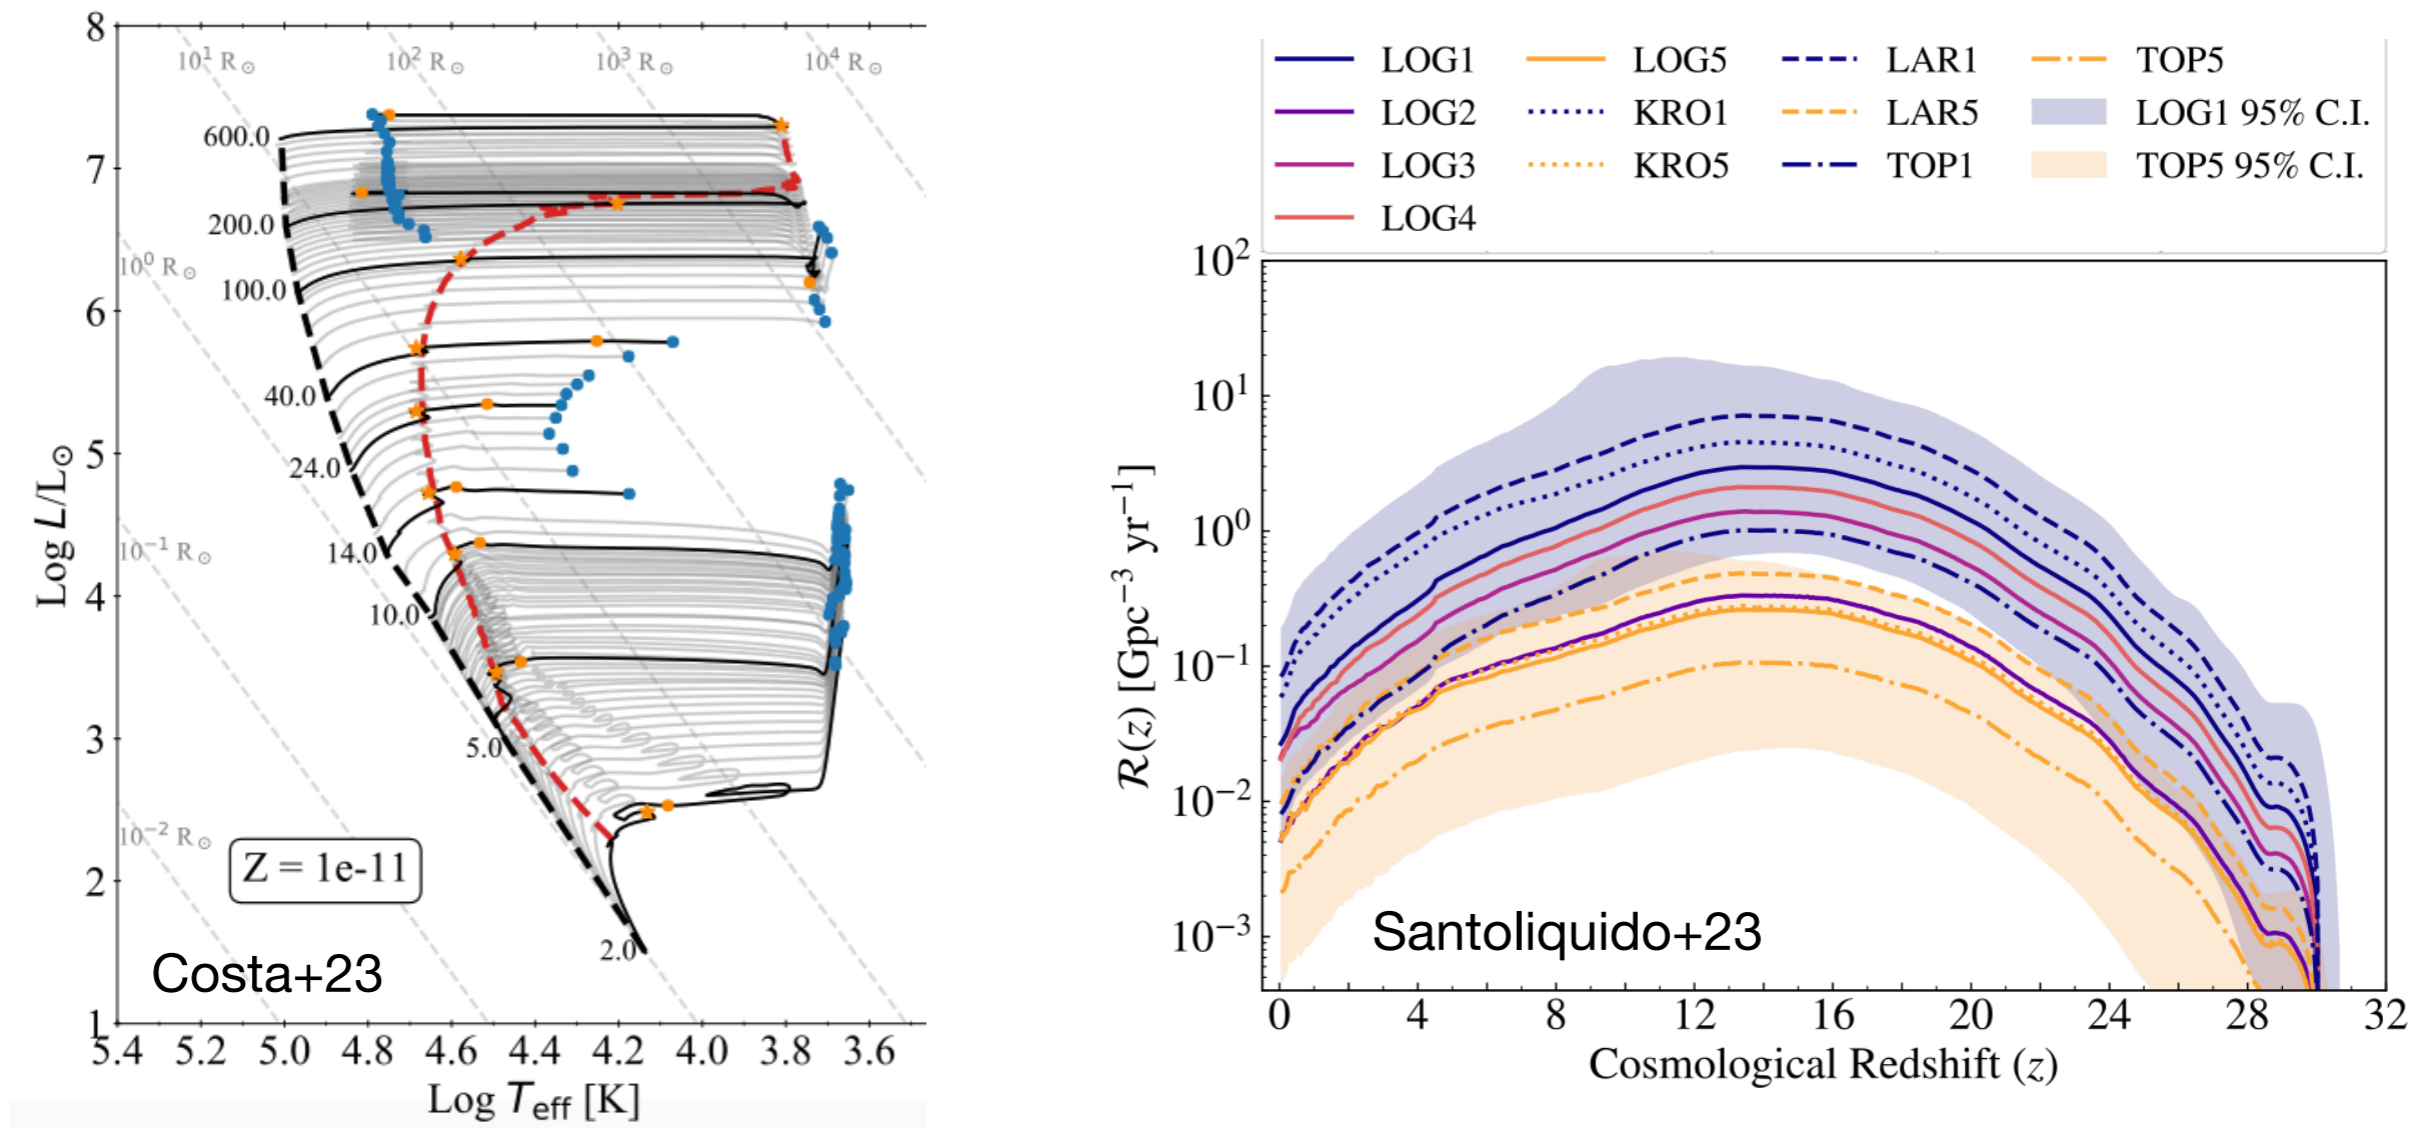 8
7
6
5
4
3
2
1
Log L/L⊙
10¹ R⊙
10² R⊙
10³ R⊙
10⁴ R⊙
10⁰ R⊙
10⁻¹ R⊙
10⁻² R⊙
600.0
200.0
100.0
40.0
24.0
14.0
10.0
5.0
2.0
Z = 1e-11
Costa+23
5.4 5.2 5.0 4.8 4.6 4.4 4.2 4.0 3.8 3.6
Log Teff [K]
LOG1 LOG5 LAR1 TOP5
LOG2 KRO1 LAR5 LOG1 95% C.I.
LOG3 KRO5 TOP1 TOP5 95% C.I.
LOG4
10²
10¹
10⁰
10⁻¹
10⁻²
10⁻³
R(z) [Gpc⁻³ yr⁻¹]
Santoliquido+23
0 4 8 12 16 20 24 28 32
Cosmological Redshift (z)